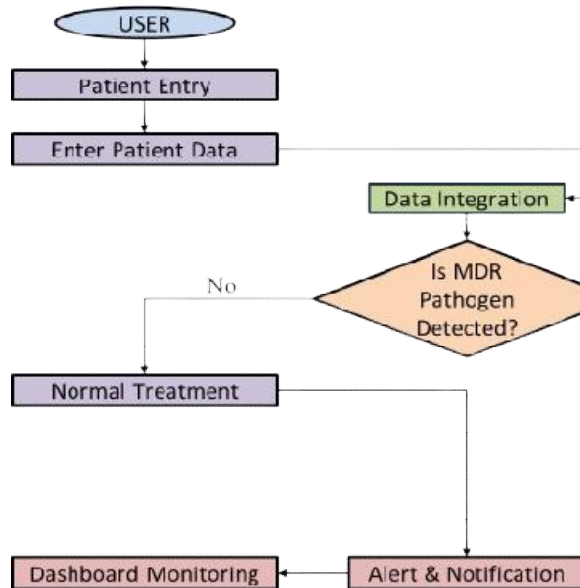 USER
Patient Entry
Enter Patient Data
Data Integration
Is MDR
Pathogen
Detected?
No
Normal Treatment
Dashboard Monitoring
Alert & Notification